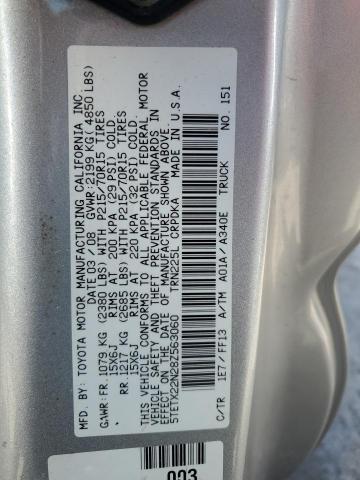 MFD BY:
TOYOTA MOTOR MANUFACTURING CALIFORNIA INC.
DATE 03/08 GVWR:2199 KG( 4850 LBS)
GAWR:FR.1079 KG (2380 LBS)WITH P215/70R15 TIRES
15X6J RIMS AT 200 KPA (29 PSI) COLD.
RR.1217 KG (2685 LBS)WITH P215/70R15 TIRES
15X6J RIMS AT 220 KPA (32 PSI) COLD.
THIS VEHICLE CONFORMS TO ALL APPLICABLE FEDERAL MOTOR
VEHICLE SAFETY AND THEFT PREVENTION STANDARDS IN
EFFECT ON THE DATE OF MANUFACTURE SHOWN ABOVE.
5TETX22N28Z563060 TRN225L CRPDKA MADE IN U.S.A.
C/TR 1E7/FF13 A/TM A01A/A340E TRUCK NO. 151
003